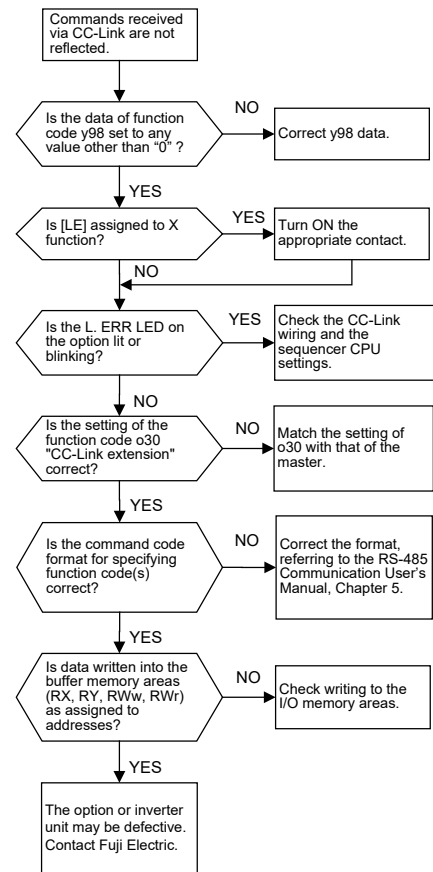 Commands received
via CC-Link are not
reflected.
Is the data of function
code y98 set to any
value other than “0” ?
NO
Correct y98 data.
YES
Is [LE] assigned to X
function?
YES
Turn ON the
appropriate contact.
NO
Is the L. ERR LED on
the option lit or
blinking?
YES
Check the CC-Link
wiring and the
sequencer CPU
settings.
NO
Is the setting of the
function code o30
"CC-Link extension"
correct?
NO
Match the setting of
o30 with that of the
master.
YES
Is the command code
format for specifying
function code(s)
correct?
NO
Correct the format,
referring to the RS-485
Communication User's
Manual, Chapter 5.
YES
Is data written into the
buffer memory areas
(RX, RY, RWw, RWr)
as assigned to
addresses?
NO
Check writing to the
I/O memory areas.
YES
The option or inverter
unit may be defective.
Contact Fuji Electric.